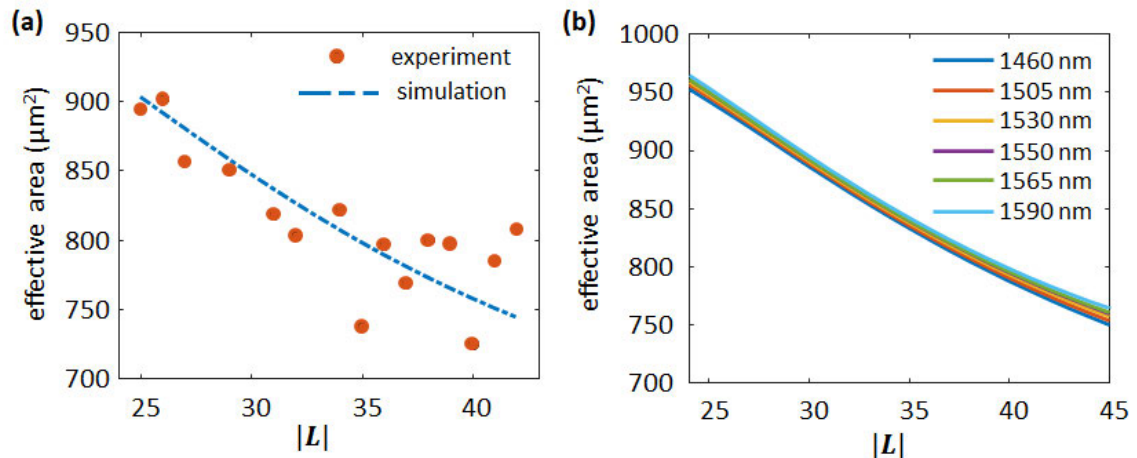 (a)
950
900
850
800
750
700
effective area (µm²)
experiment
simulation
25 30 35 40
|L|
(b)
1000
950
900
850
800
750
700
effective area (µm²)
1460 nm
1505 nm
1530 nm
1550 nm
1565 nm
1590 nm
25 30 35 40 45
|L|